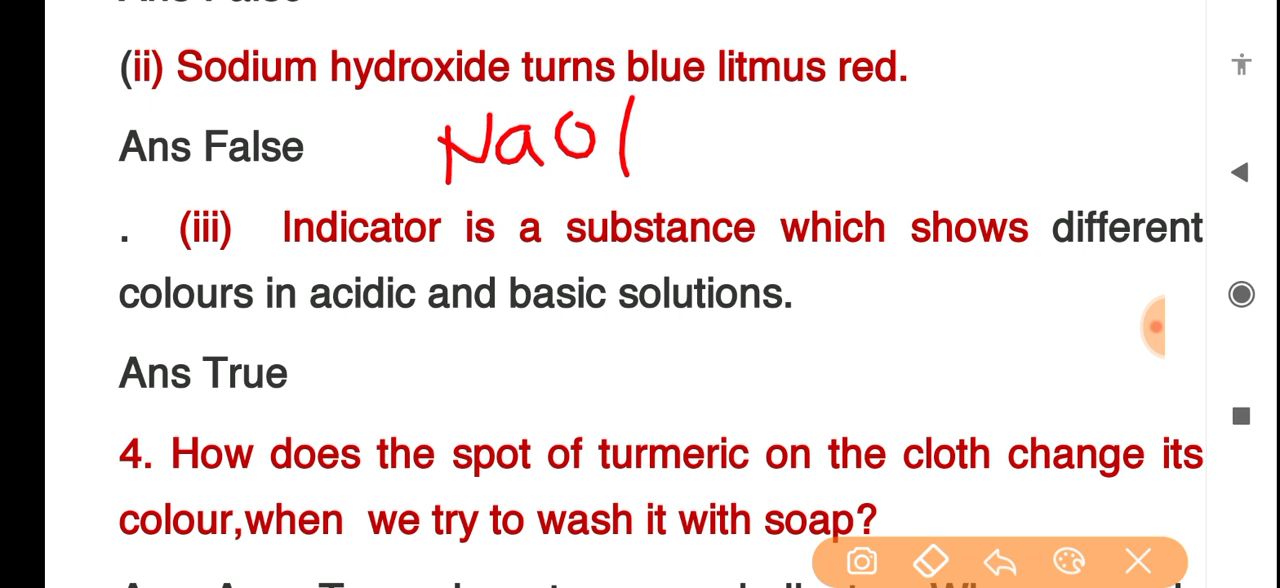 (ii) Sodium hydroxide turns blue litmus red.
Ans False
NaO
. (iii) Indicator is a substance which shows different
colours in acidic and basic solutions.
Ans True
4. How does the spot of turmeric on the cloth change its
colour,when we try to wash it with soap?